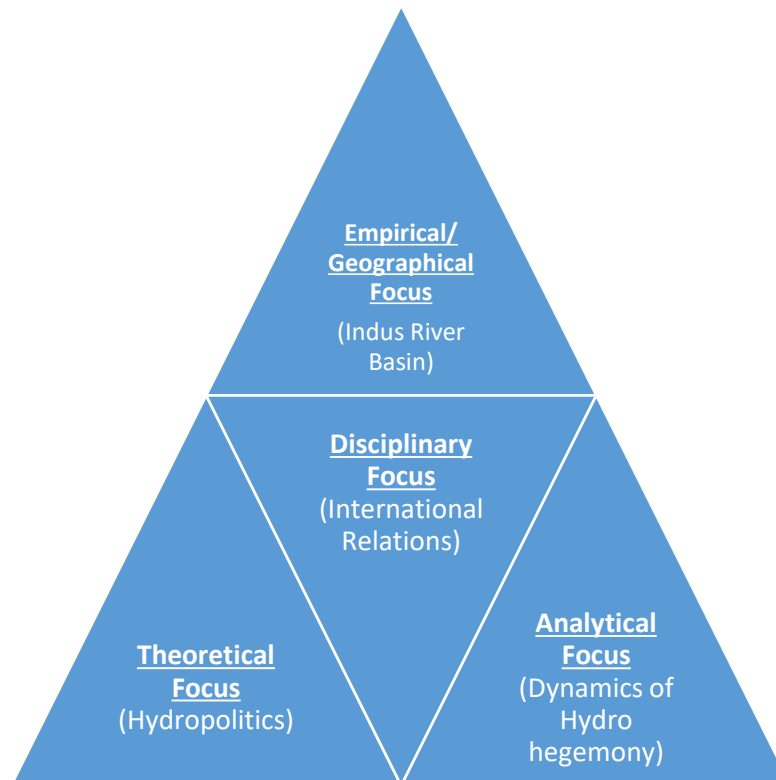 Empirical/
Geographical
Focus
(Indus River
Basin)
Disciplinary
Focus
(International
Relations)
Theoretical
Focus
(Hydropolitics)
Analytical
Focus
(Dynamics of
Hydro
hegemony)